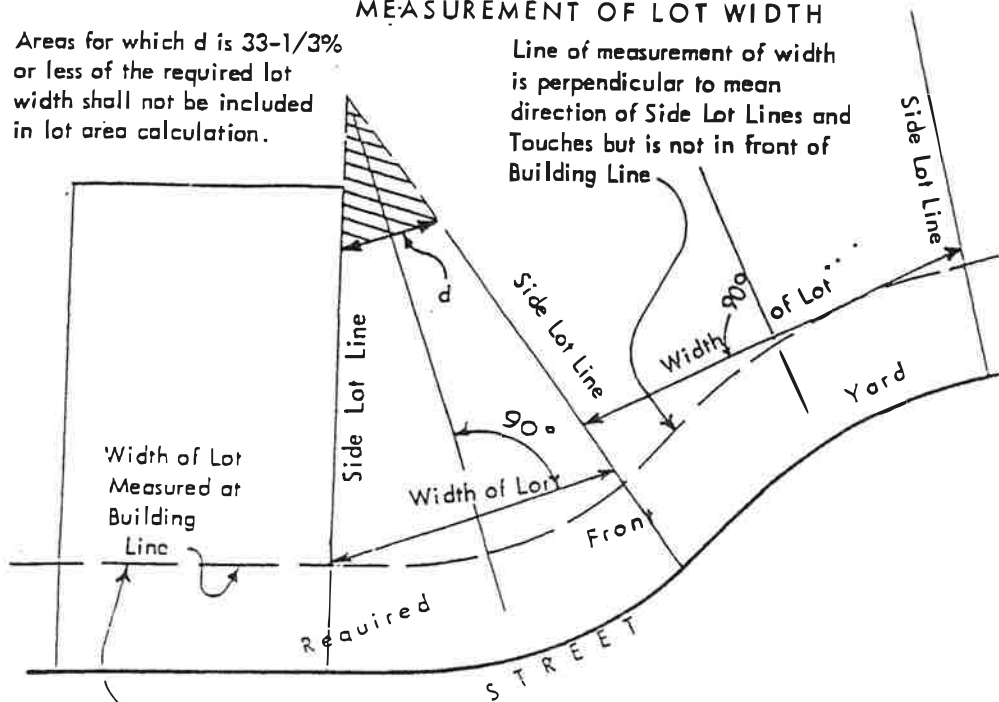 MEASUREMENT OF LOT WIDTH
Areas for which d is 33-1/3%
or less of the required lot
width shall not be included
in lot area calculation.
Line of measurement of width
is perpendicular to mean
direction of Side Lot Lines and
Touches but is not in front of
Building Line
Side Lot Line
d
Side Lot Line
Side Lot Line
90°
Width of Lot
90°
Width of Lot
Width of Lot
Measured at
Building
Line
Required Front Yard
STREET